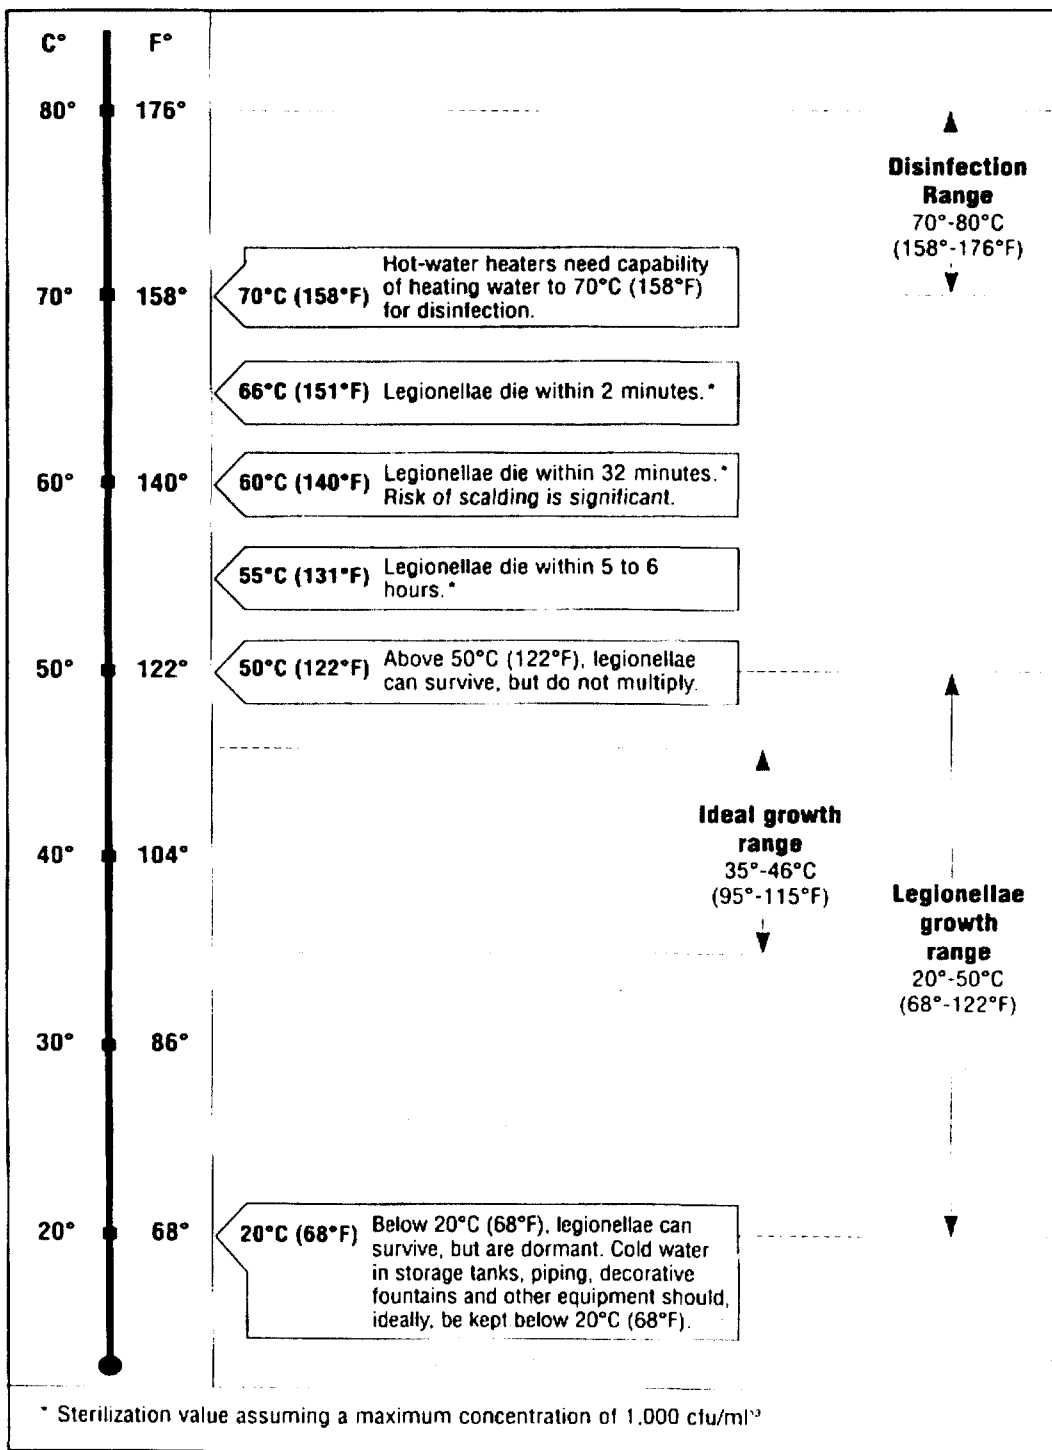 C° F°
80° 176°
Disinfection
Range
70°-80°C
(158°-176°F)
70° 158°
70°C (158°F) Hot-water heaters need capability
of heating water to 70°C (158°F)
for disinfection.
66°C (151°F) Legionellae die within 2 minutes.*
60° 140°
60°C (140°F) Legionellae die within 32 minutes.*
Risk of scalding is significant.
55°C (131°F) Legionellae die within 5 to 6
hours.*
50° 122°
50°C (122°F) Above 50°C (122°F), legionellae
can survive, but do not multiply.
Ideal growth
range
35°-46°C
(95°-115°F)
40° 104°
Legionellae
growth
range
20°-50°C
(68°-122°F)
30° 86°
20° 68°
20°C (68°F) Below 20°C (68°F), legionellae can
survive, but are dormant. Cold water
in storage tanks, piping, decorative
fountains and other equipment should,
ideally, be kept below 20°C (68°F).
* Sterilization value assuming a maximum concentration of 1,000 cfu/ml